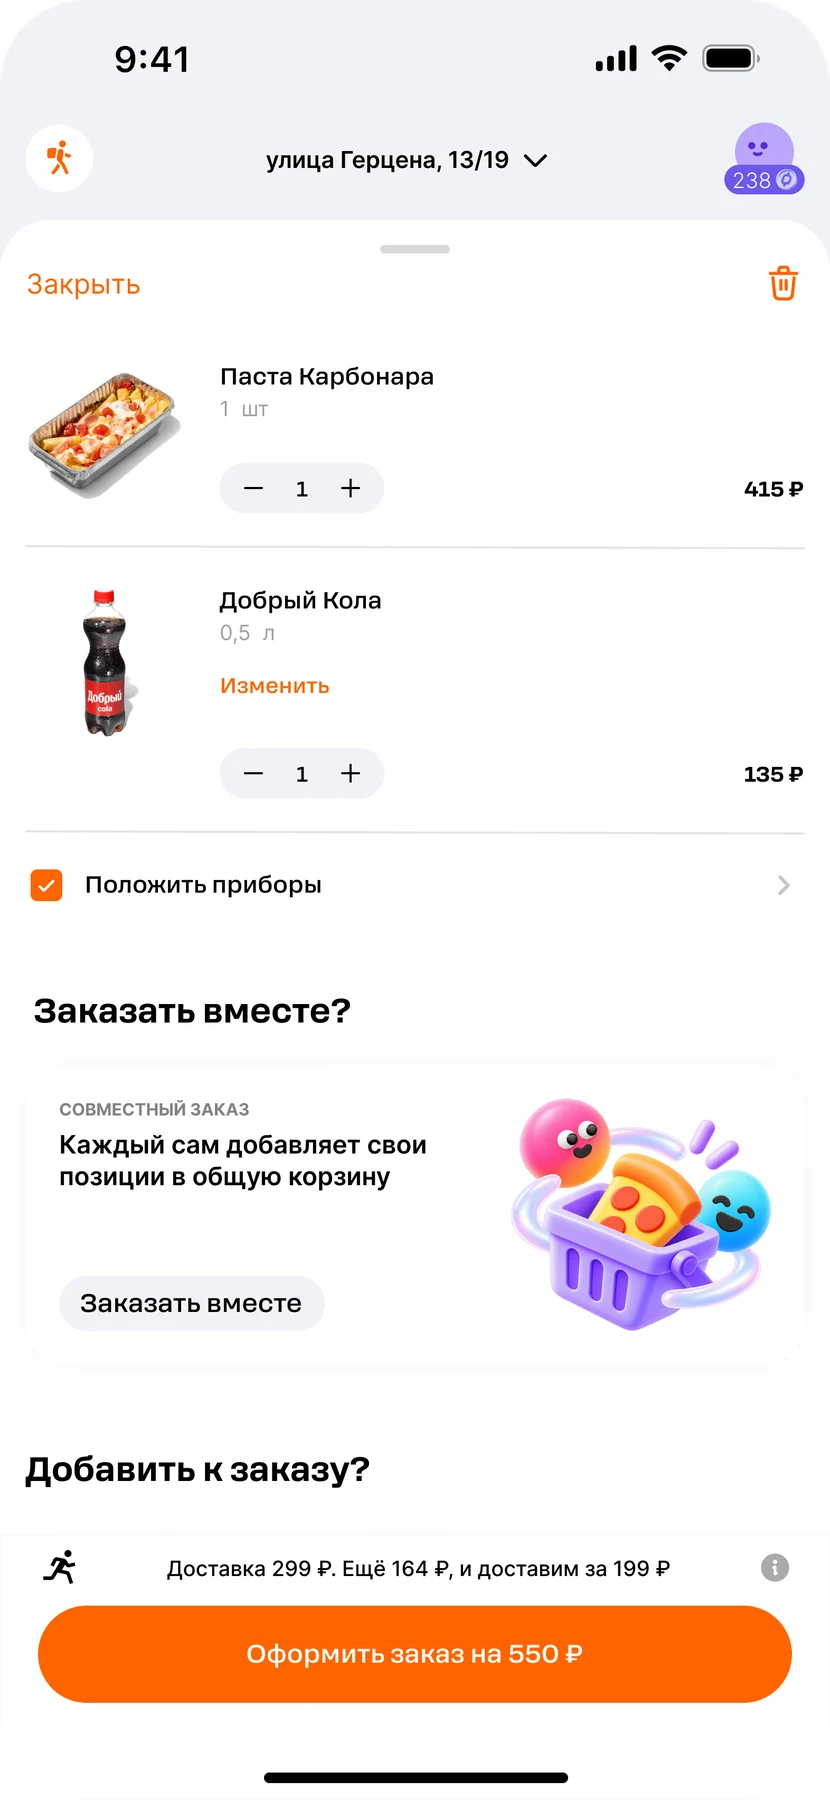 9:41
улица Герцена, 13/19
238
Закрыть
Паста Карбонара
1 шт
1
415 ₽
Добрый Кола
0,5 л
Добрый
cola
Изменить
1
135 ₽
Положить приборы
Заказать вместе?
СОВМЕСТНЫЙ ЗАКАЗ
Каждый сам добавляет свои
позиции в общую корзину
Заказать вместе
Добавить к заказу?
Доставка 299 ₽. Ещё 164 ₽, и доставим за 199 ₽
Оформить заказ на 550 ₽